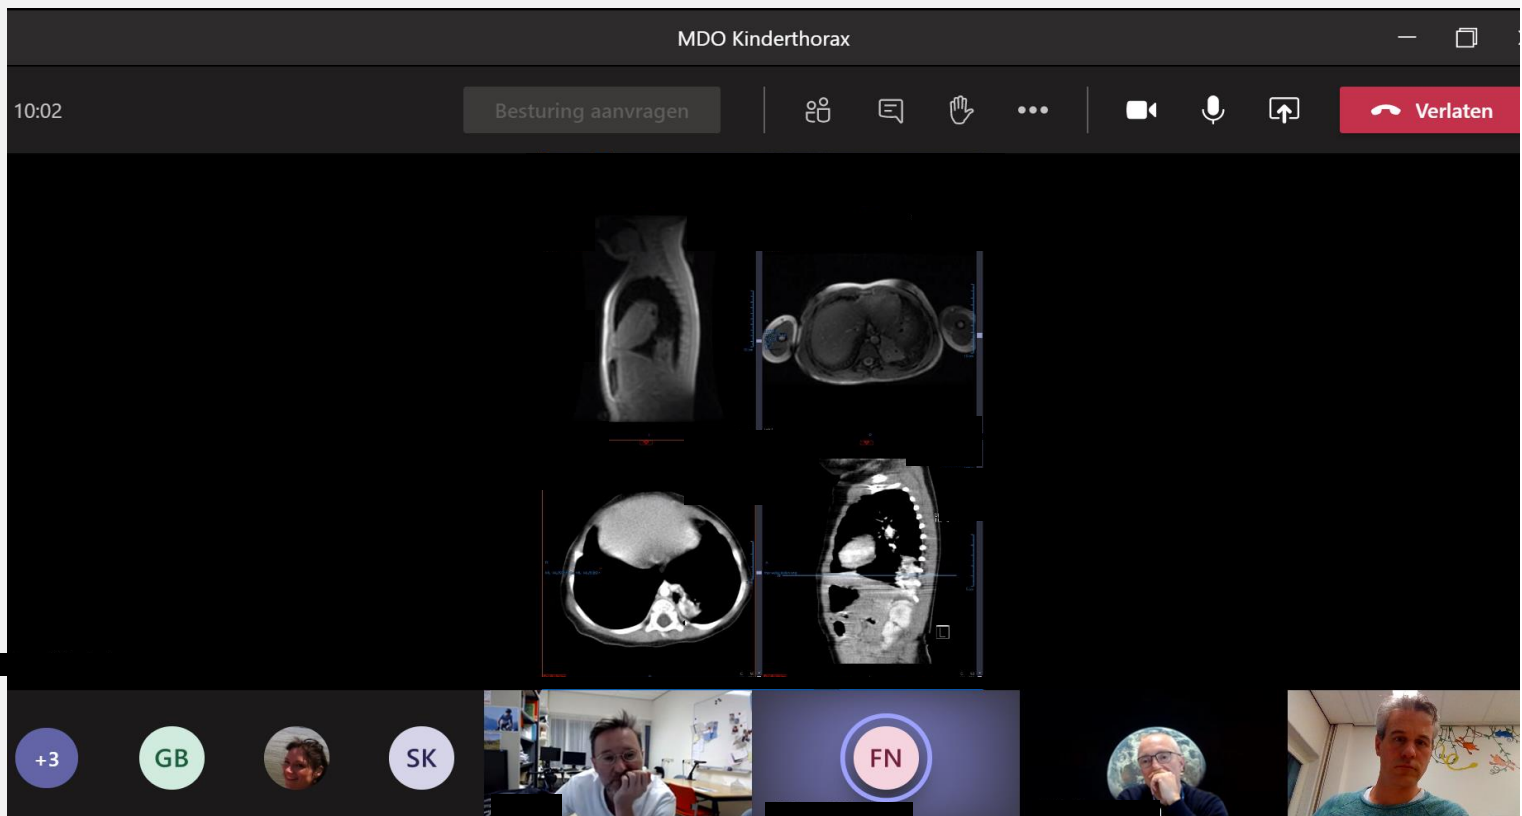 MDO Kinderthorax
10:02
Besturing aanvragen
Verlaten
L
+3
GB
SK
FN